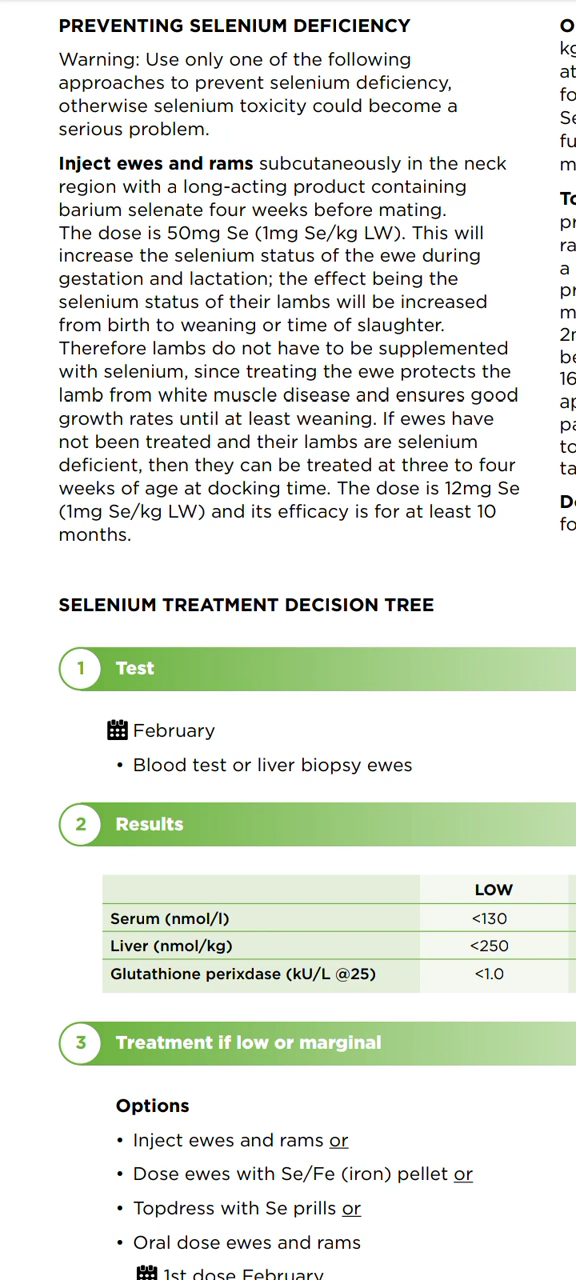 PREVENTING SELENIUM DEFICIENCY
Warning: Use only one of the following
approaches to prevent selenium deficiency,
otherwise selenium toxicity could become a
serious problem.
Inject ewes and rams subcutaneously in the neck
region with a long-acting product containing
barium selenate four weeks before mating.
The dose is 50mg Se (1mg Se/kg LW). This will
increase the selenium status of the ewe during
gestation and lactation; the effect being the
selenium status of their lambs will be increased
from birth to weaning or time of slaughter.
Therefore lambs do not have to be supplemented
with selenium, since treating the ewe protects the
lamb from white muscle disease and ensures good
growth rates until at least weaning. If ewes have
not been treated and their lambs are selenium
deficient, then they can be treated at three to four
weeks of age at docking time. The dose is 12mg Se
(1mg Se/kg LW) and its efficacy is for at least 10
months.
SELENIUM TREATMENT DECISION TREE
1 Test
February
• Blood test or liver biopsy ewes
2 Results
LOW
Serum (nmol/l) <130
Liver (nmol/kg) <250
Glutathione perixdase (kU/L @25) <1.0
3 Treatment if low or marginal
Options
• Inject ewes and rams or
• Dose ewes with Se/Fe (iron) pellet or
• Topdress with Se prills or
• Oral dose ewes and rams
1st dose February